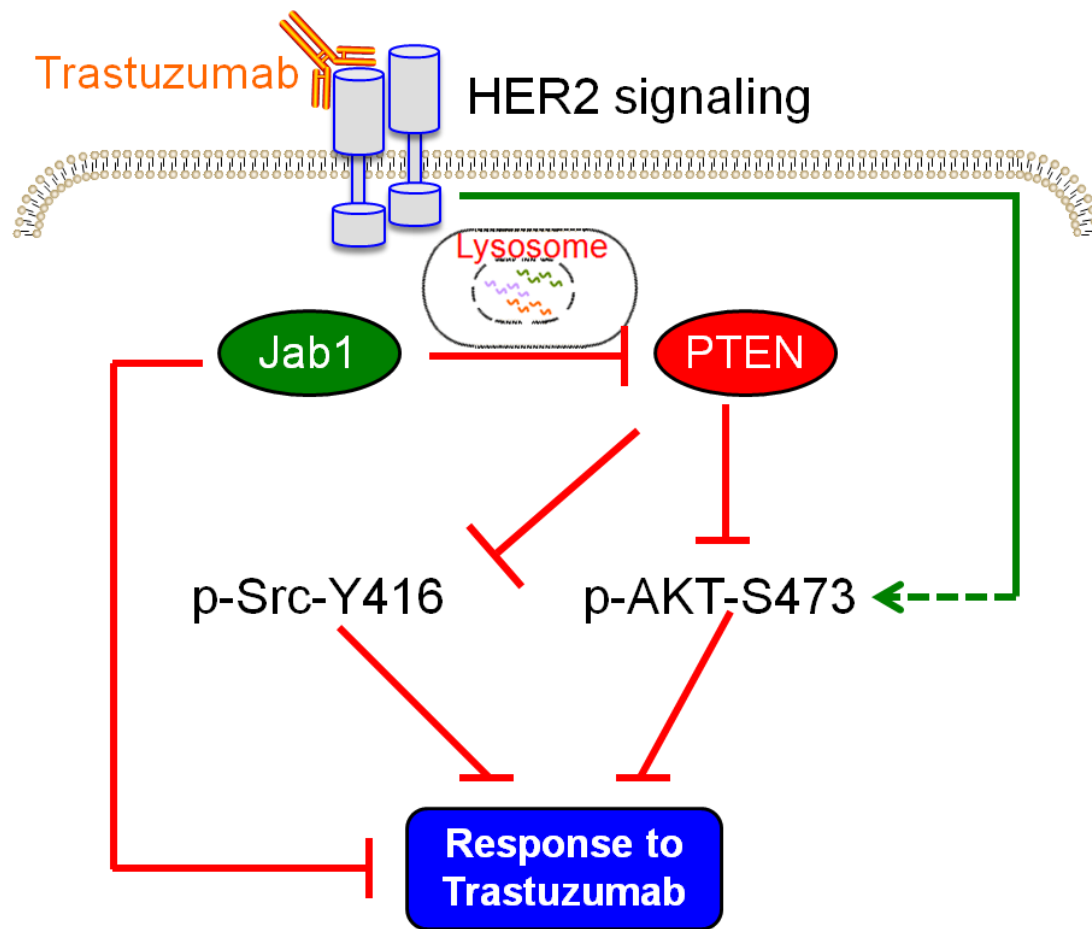 Trastuzumab
HER2 signaling
Lysosome
Jab1
PTEN
p-Src-Y416
p-AKT-S473
Response to
Trastuzumab